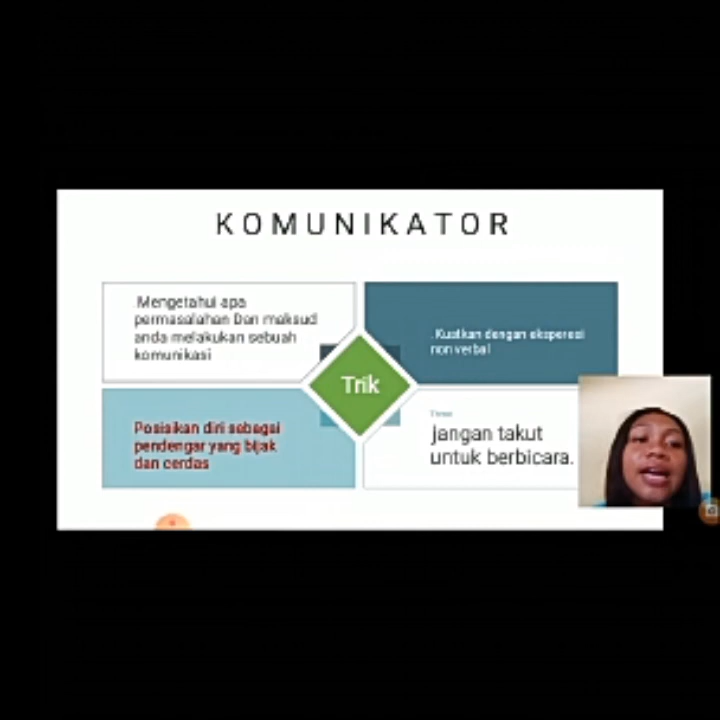 KOMUNIKATOR
.Mengetahui apa
permasalahan Dan maksud
anda melakukan sebuah
komunikasi
.Kuatkan dengan eksperesi
non verbal
Trik
Posisikan diri sebagai
pendengar yang bijak
dan cerdas
jangan takut
untuk berbicara.